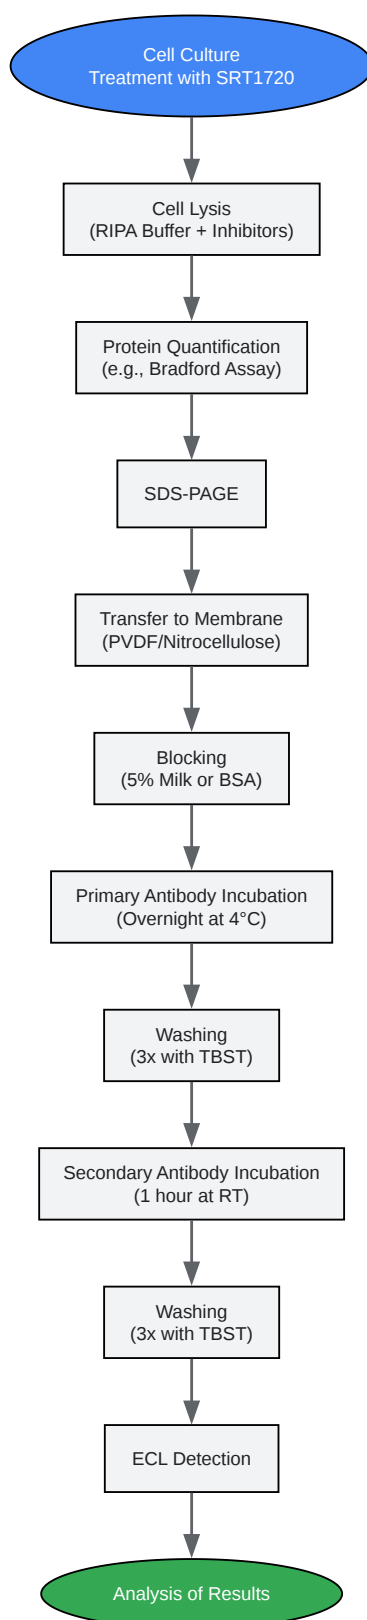 Cell Culture
Treatment with SRT1720
Cell Lysis
(RIPA Buffer + Inhibitors)
Protein Quantification
(e.g., Bradford Assay)
SDS-PAGE
Transfer to Membrane
(PVDF/Nitrocellulose)
Blocking
(5% Milk or BSA)
Primary Antibody Incubation
(Overnight at 4°C)
Washing
(3x with TBST)
Secondary Antibody Incubation
(1 hour at RT)
Washing
(3x with TBST)
ECL Detection
Analysis of Results